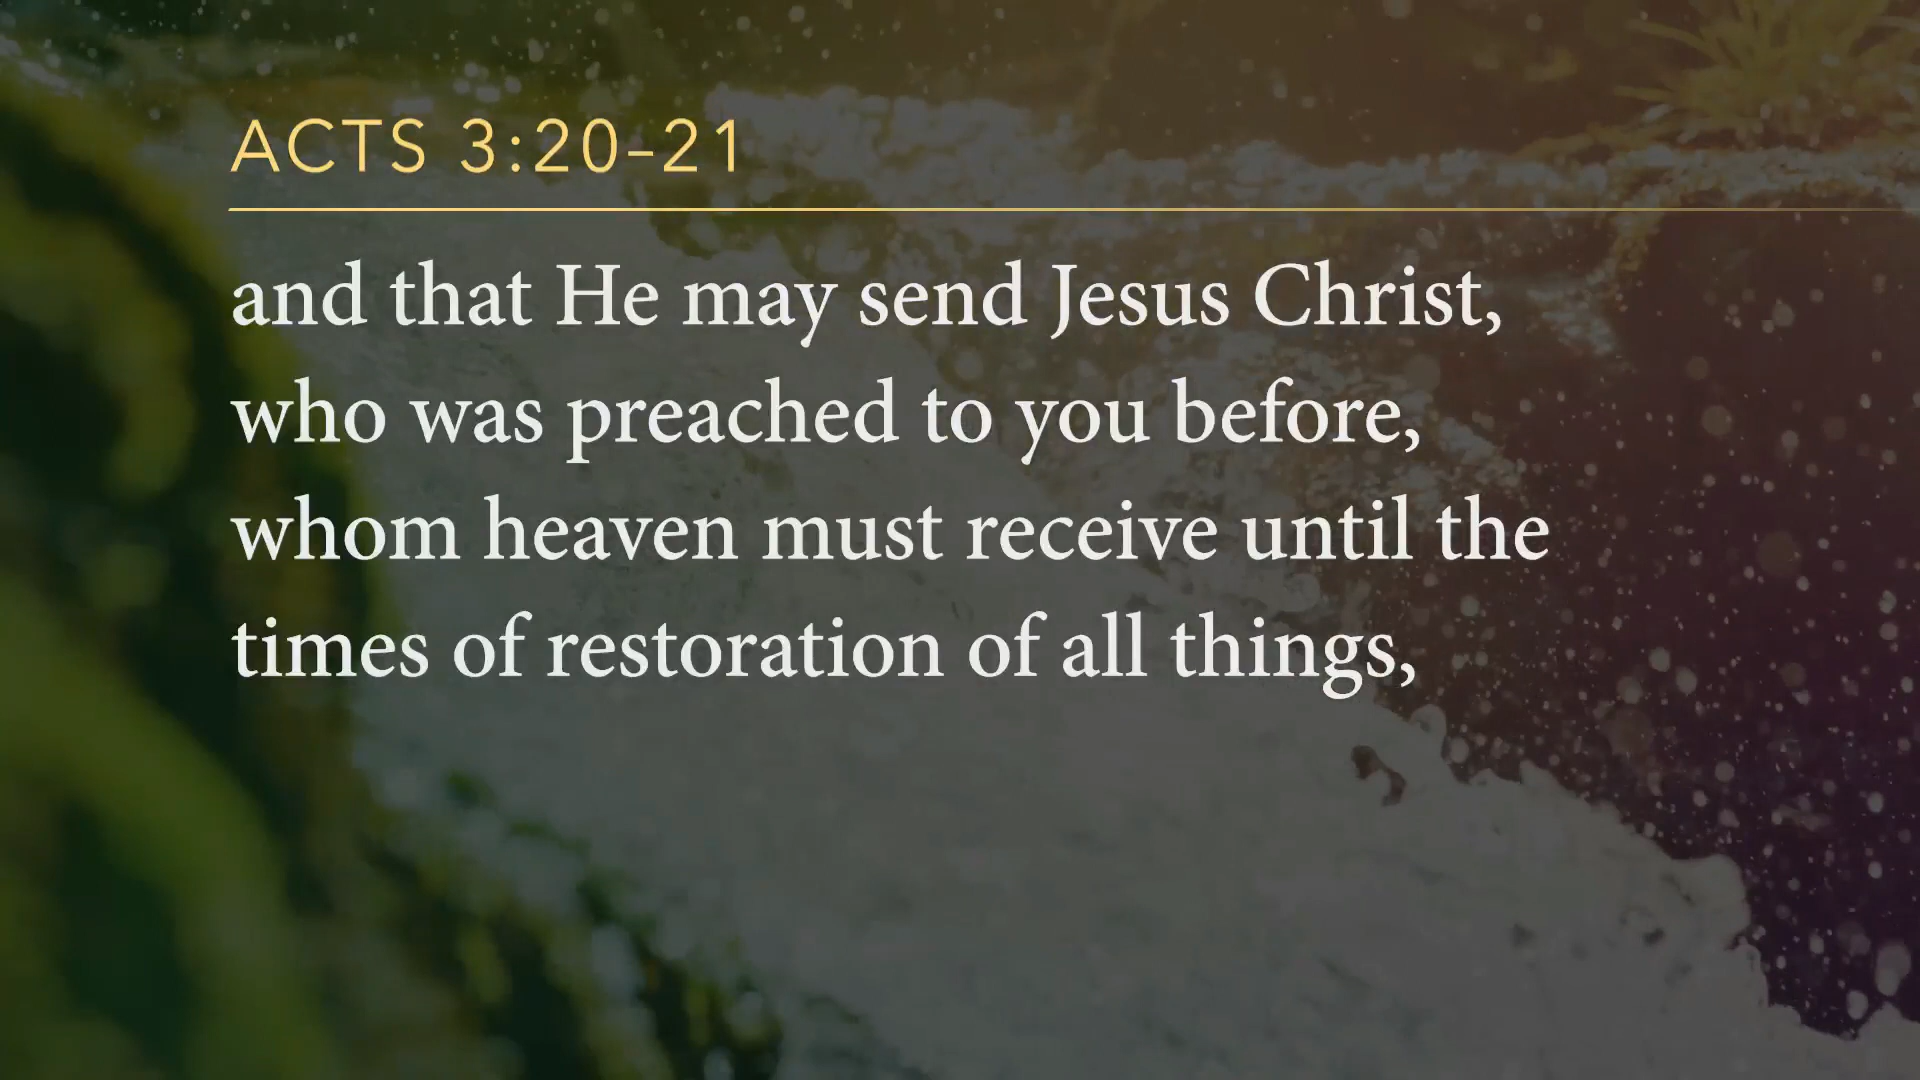 ACTS 3:20-21
and that He may send Jesus Christ,
who was preached to you before,
whom heaven must receive until the
times of restoration of all things,